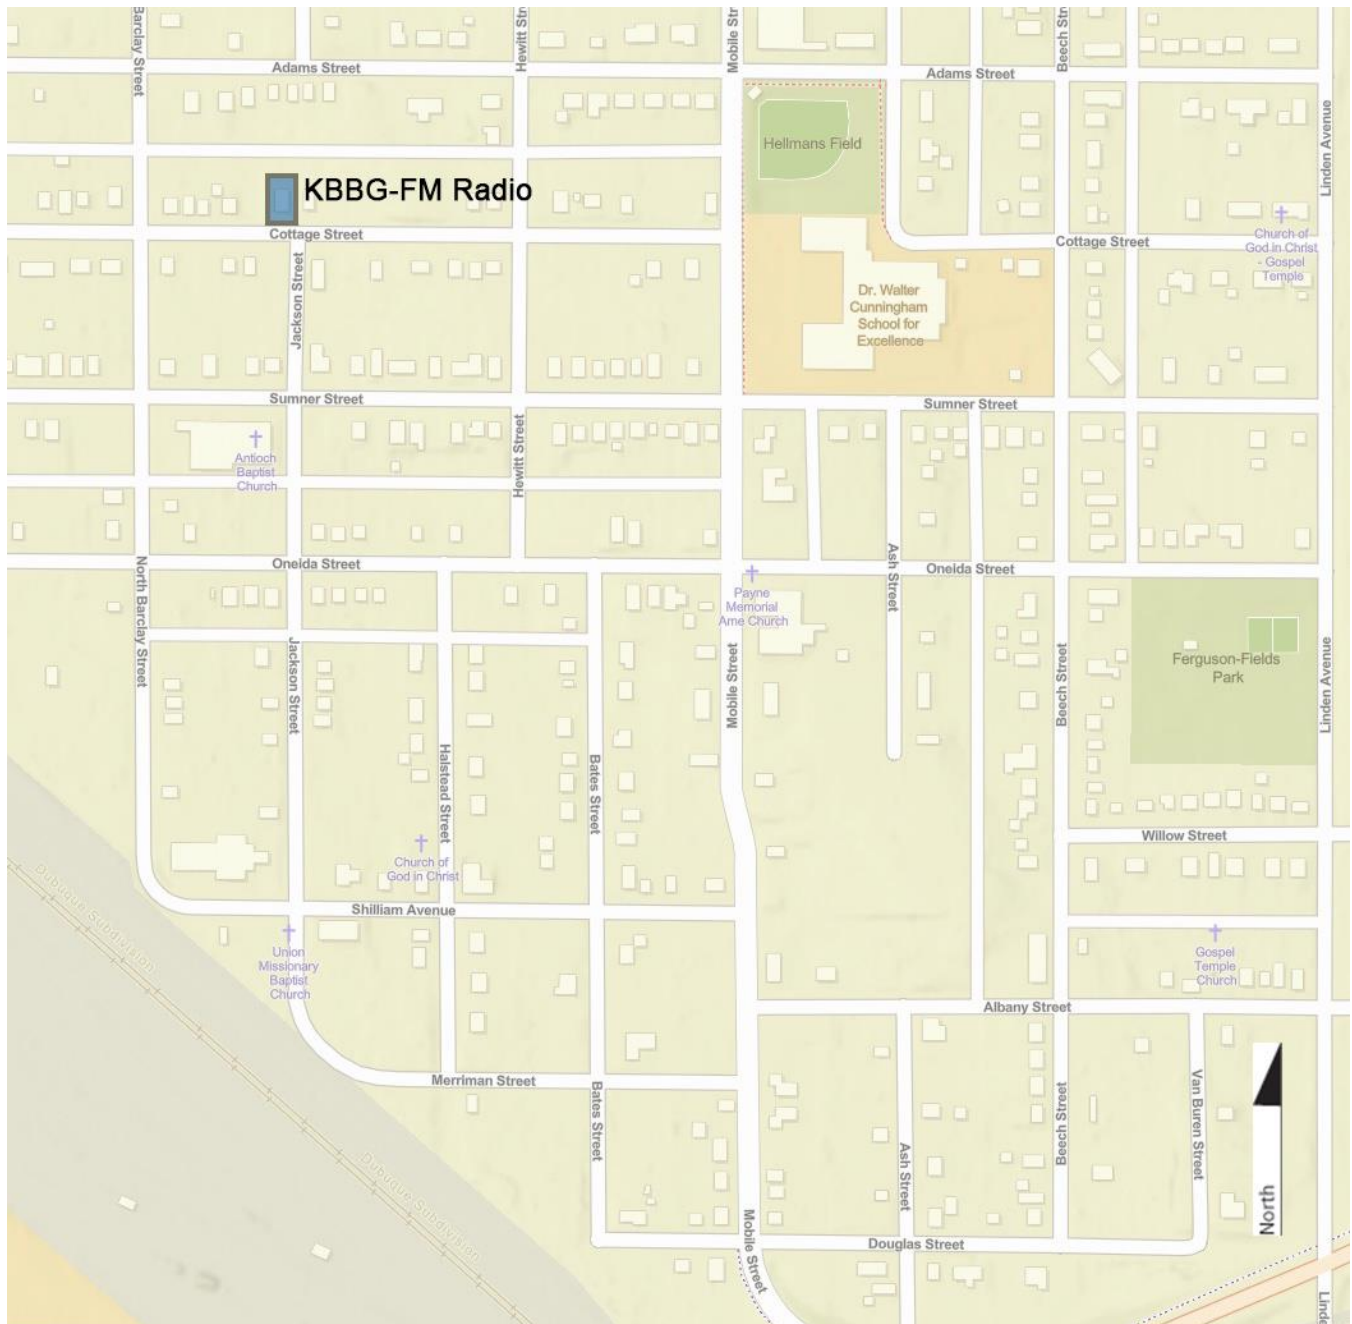 Barclay Street
Hewitt Str
Mobile Str
Beech Str
Adams Street
Adams Street
Linden Avenue
Hellmans Field
KBBG-FM Radio
Cottage Street
Cottage Street
Church of
God in Christ
- Gospel
Temple
Jackson Street
Dr. Walter
Cunningham
School for
Excellence
Sumner Street
Sumner Street
Hewitt Street
Antioch
Baptist
Church
Oneida Street
Oneida Street
Ash Street
North Barclay Street
Payne
Memorial
Ame Church
Jackson Street
Mobile Street
Beech Street
Ferguson-Fields
Park
Linden Avenue
Halstead Street
Bates Street
Willow Street
Church of
God in Christ
Dubuque Subdivision
Shilliam Avenue
Union
Missionary
Baptist
Church
Gospel
Temple
Church
Albany Street
Merriman Street
Bates Street
Beech Street
Van Buren Street
Ash Street
Dubuque Subdivision
North
Mobile Street
Douglas Street
Linde